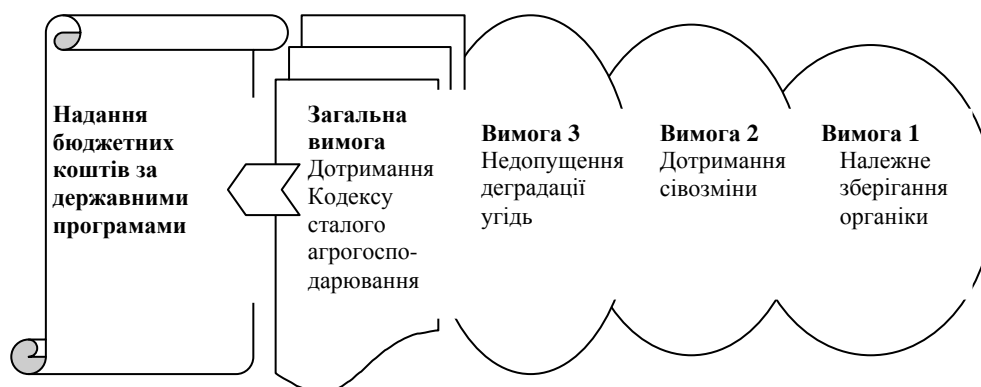 Надання
бюджетних
коштів за
державними
програмами
Загальна
вимога
Дотримання
Кодексу
сталого
агрогоспо-
дарювання
Вимога 3
Недопущення
деградації
угідь
Вимога 2
Дотримання
сівозміни
Вимога 1
Належне
зберігання
органіки